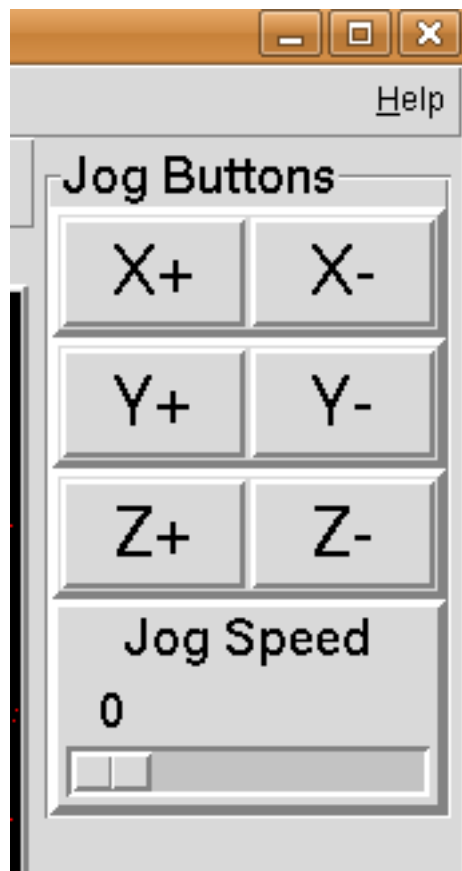 Help
Jog Buttons
X+ X-
Y+ Y-
Z+ Z-
Jog Speed
0